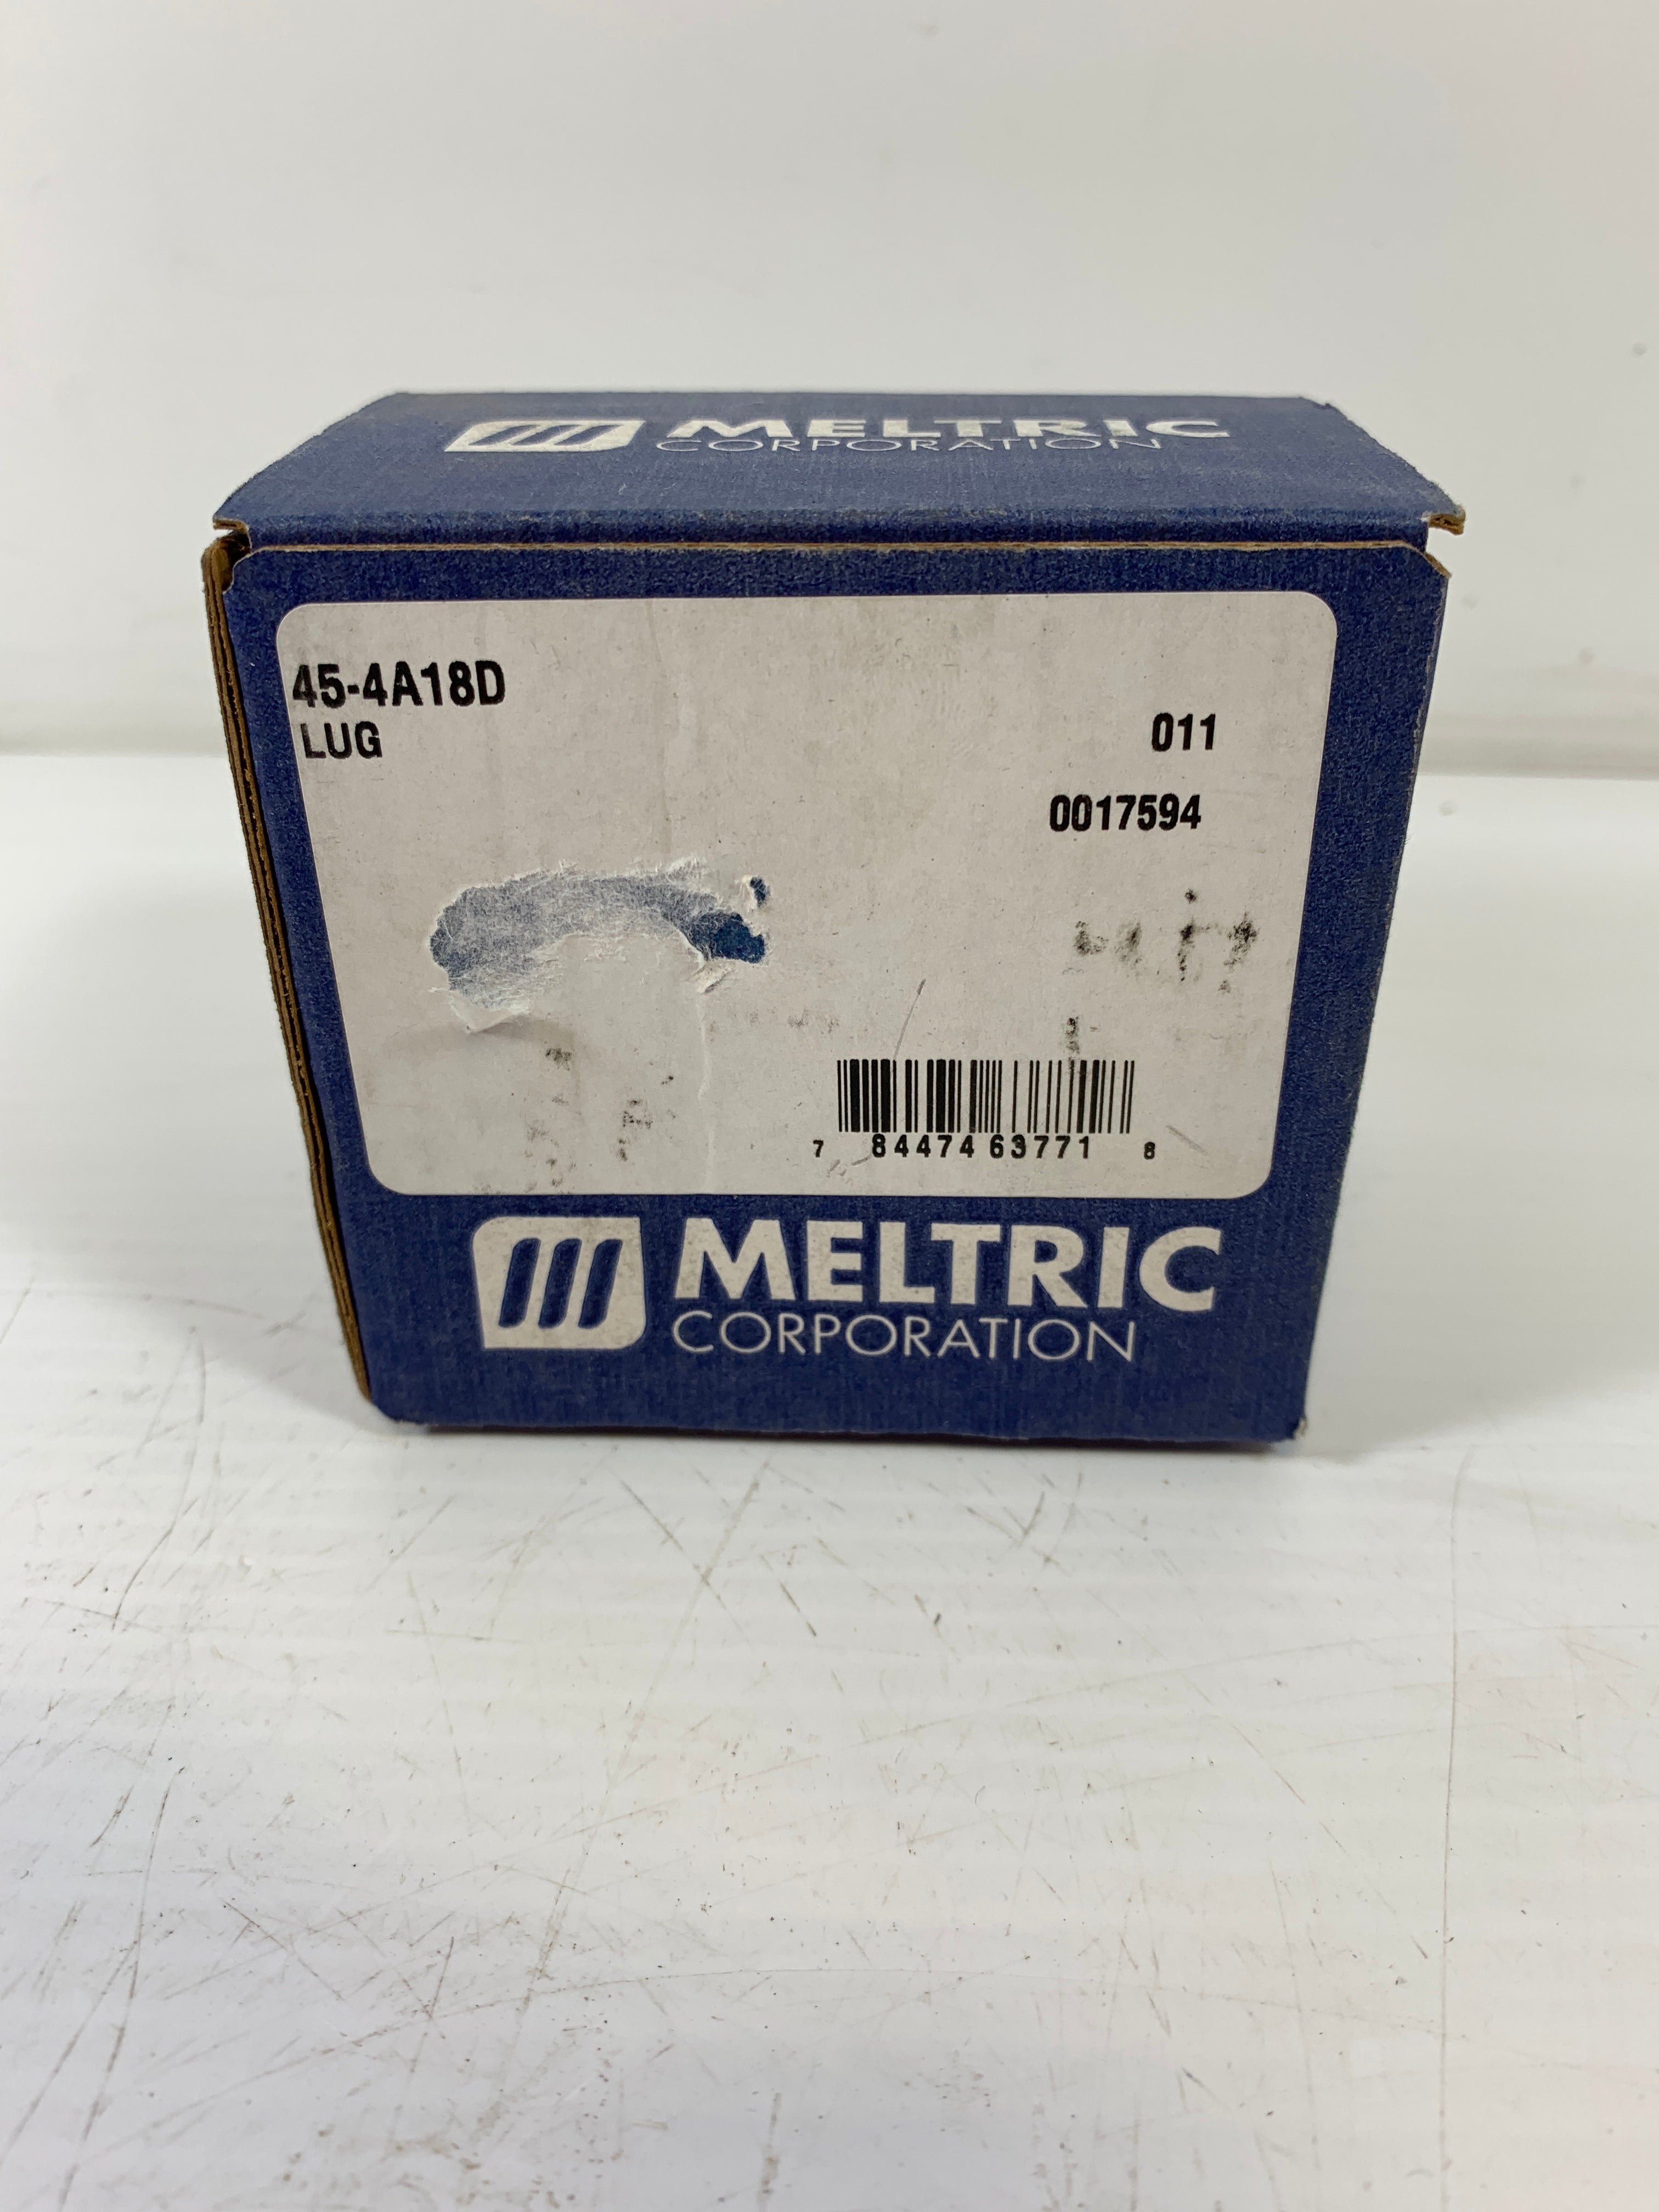 MELTRIC
CORPORATION
45-4A18D
LUG
011
0017594
7 84474 63771 8
MELTRIC
CORPORATION